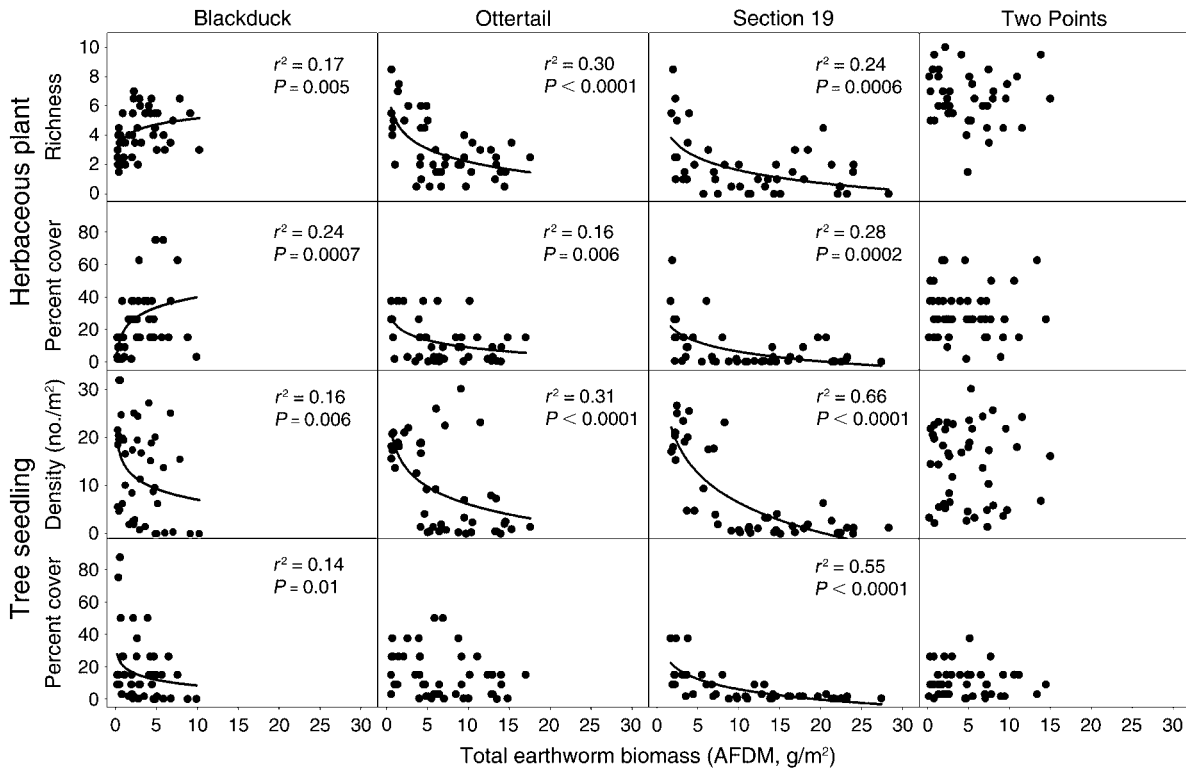 Blackduck Ottertail Section 19 Two Points
Herbaceous plant
Richness
10
8
6
4
2
0
r² = 0.17
P = 0.005
r² = 0.30
P < 0.0001
r² = 0.24
P = 0.0006
Percent cover
80
60
40
20
0
r² = 0.24
P = 0.0007
r² = 0.16
P = 0.006
r² = 0.28
P = 0.0002
Tree seedling
Density (no./m²)
30
20
10
0
r² = 0.16
P = 0.006
r² = 0.31
P < 0.0001
r² = 0.66
P < 0.0001
Percent cover
80
60
40
20
0
r² = 0.14
P = 0.01
r² = 0.55
P < 0.0001
0 5 10 15 20 25 30 0 5 10 15 20 25 30 0 5 10 15 20 25 30 0 5 10 15 20 25 30
Total earthworm biomass (AFDM, g/m²)